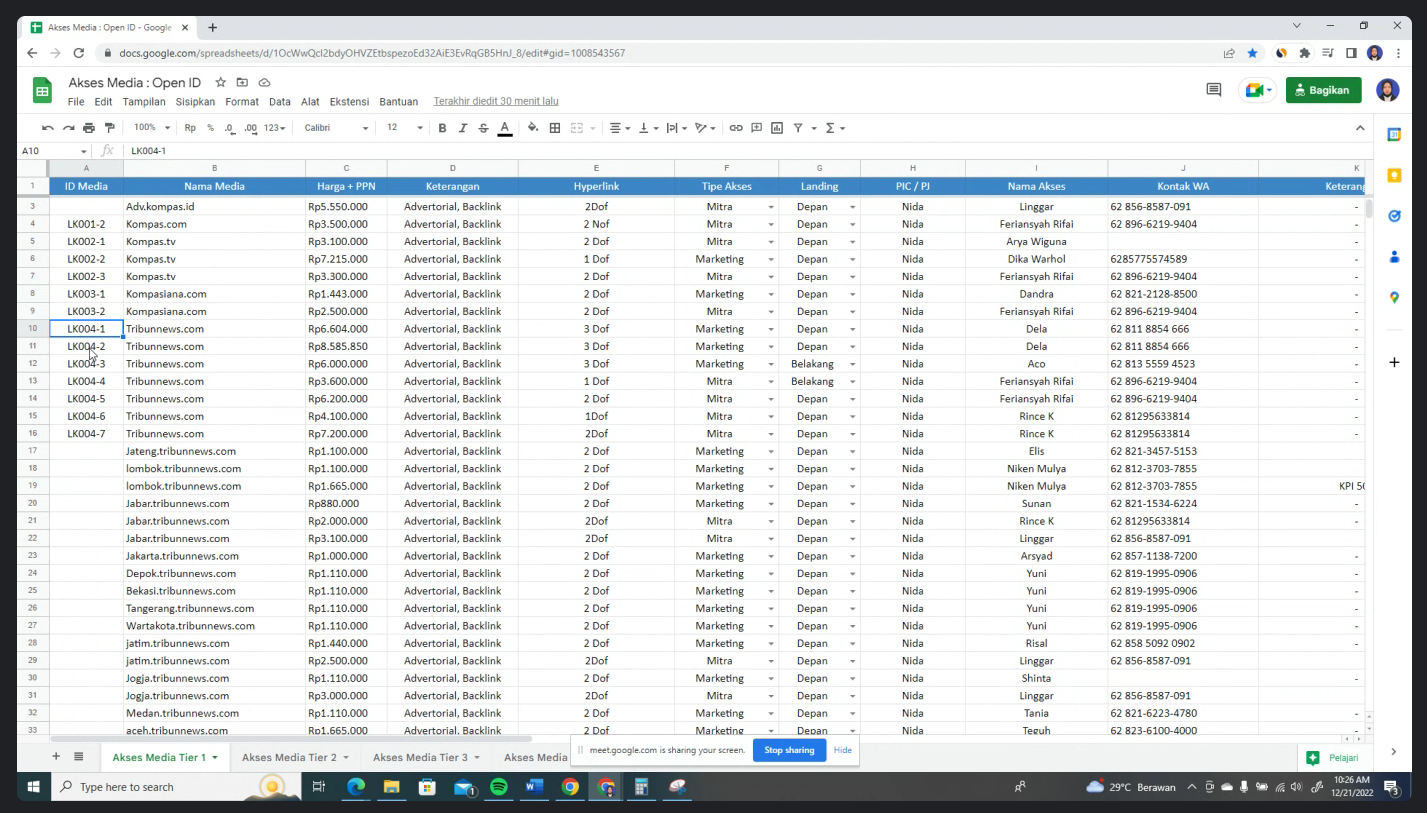 Akses Media : Open ID - Google
docs.google.com/spreadsheets/d/1OcWwQcI2bdyOHVZEtbspezoEd32AiE3EvRqGB5HnJ_8/edit#gid=1008543567
Akses Media : Open ID
File Edit Tampilan Sisipkan Format Data Alat Ekstensi Bantuan Terakhir diedit 30 menit lalu
Bagikan
100% Rp % .0 .00 123 Calibri 12 B I S A
A10 fx LK004-1
A B C D E F G H I J K
1 ID Media Nama Media Harga + PPN Keterangan Hyperlink Tipe Akses Landing PIC / PJ Nama Akses Kontak WA Keterang
3 Adv.kompas.id Rp5.550.000 Advertorial, Backlink 2Dof Mitra Depan Nida Linggar 62 856-8587-091 -
4 LK001-2 Kompas.com Rp3.500.000 Advertorial, Backlink 2 Nof Mitra Depan Nida Feriansyah Rifai 62 896-6219-9404 -
5 LK002-1 Kompas.tv Rp3.100.000 Advertorial, Backlink 2 Dof Mitra Depan Nida Arya Wiguna -
6 LK002-2 Kompas.tv Rp7.215.000 Advertorial, Backlink 1 Dof Marketing Depan Nida Dika Warhol 6285775574589 -
7 LK002-3 Kompas.tv Rp3.300.000 Advertorial, Backlink 2 Dof Mitra Depan Nida Feriansyah Rifai 62 896-6219-9404 -
8 LK003-1 Kompasiana.com Rp1.443.000 Advertorial, Backlink 2 Dof Marketing Depan Nida Dandra 62 821-2128-8500 -
9 LK003-2 Kompasiana.com Rp2.500.000 Advertorial, Backlink 2 Dof Mitra Depan Nida Feriansyah Rifai 62 896-6219-9404 -
10 LK004-1 Tribunnews.com Rp6.604.000 Advertorial, Backlink 3 Dof Marketing Depan Nida Dela 62 811 8854 666 -
11 LK004-2 Tribunnews.com Rp8.585.850 Advertorial, Backlink 3 Dof Marketing Depan Nida Dela 62 811 8854 666 -
12 LK004-3 Tribunnews.com Rp6.000.000 Advertorial, Backlink 3 Dof Marketing Belakang Nida Aco 62 813 5559 4523 -
13 LK004-4 Tribunnews.com Rp3.600.000 Advertorial, Backlink 1 Dof Mitra Belakang Nida Feriansyah Rifai 62 896-6219-9404 -
14 LK004-5 Tribunnews.com Rp6.200.000 Advertorial, Backlink 2 Dof Mitra Depan Nida Feriansyah Rifai 62 896-6219-9404 -
15 LK004-6 Tribunnews.com Rp4.100.000 Advertorial, Backlink 1Dof Mitra Depan Nida Rince K 62 81295633814 -
16 LK004-7 Tribunnews.com Rp7.200.000 Advertorial, Backlink 2Dof Mitra Depan Nida Rince K 62 81295633814 -
17 Jateng.tribunnews.com Rp1.100.000 Advertorial, Backlink 2 Dof Marketing Depan Nida Elis 62 821-3457-5153
18 lombok.tribunnews.com Rp1.100.000 Advertorial, Backlink 2 Dof Marketing Depan Nida Niken Mulya 62 812-3703-7855
19 lombok.tribunnews.com Rp1.665.000 Advertorial, Backlink 2 Dof Marketing Depan Nida Niken Mulya 62 812-3703-7855 KPI 50
20 Jabar.tribunnews.com Rp880.000 Advertorial, Backlink 2 Dof Marketing Depan Nida Sunan 62 821-1534-6224 -
21 Jabar.tribunnews.com Rp2.000.000 Advertorial, Backlink 2Dof Mitra Depan Nida Rince K 62 81295633814 -
22 Jabar.tribunnews.com Rp3.100.000 Advertorial, Backlink 2Dof Mitra Depan Nida Linggar 62 856-8587-091 -
23 Jakarta.tribunnews.com Rp1.000.000 Advertorial, Backlink 2 Dof Marketing Depan Nida Arsyad 62 857-1138-7200 -
24 Depok.tribunnews.com Rp1.110.000 Advertorial, Backlink 2 Dof Marketing Depan Nida Yuni 62 819-1995-0906 -
25 Bekasi.tribunnews.com Rp1.110.000 Advertorial, Backlink 2 Dof Marketing Depan Nida Yuni 62 819-1995-0906 -
26 Tangerang.tribunnews.com Rp1.110.000 Advertorial, Backlink 2 Dof Marketing Depan Nida Yuni 62 819-1995-0906 -
27 Wartakota.tribunnews.com Rp1.110.000 Advertorial, Backlink 2 Dof Marketing Depan Nida Yuni 62 819-1995-0906 -
28 jatim.tribunnews.com Rp1.440.000 Advertorial, Backlink 2 Dof Marketing Depan Nida Risal 62 858 5092 0902 -
29 jatim.tribunnews.com Rp2.500.000 Advertorial, Backlink 2Dof Mitra Depan Nida Linggar 62 856-8587-091
30 Jogja.tribunnews.com Rp1.110.000 Advertorial, Backlink 2 Dof Marketing Depan Nida Shinta -
31 Jogja.tribunnews.com Rp3.000.000 Advertorial, Backlink 2Dof Mitra Depan Nida Linggar 62 856-8587-091 -
32 Medan.tribunnews.com Rp1.110.000 Advertorial, Backlink 2 Dof Marketing Depan Nida Tania 62 821-6223-4780 -
33 aceh.tribunnews.com Rp1.665.000 Advertorial, Backlink 2 Dof Marketing Depan Nida Teguh 62 823-6100-4000
Akses Media Tier 1 Akses Media Tier 2 Akses Media Tier 3 Akses Media
meet.google.com is sharing your screen. Stop sharing Hide
Pelajari
Type here to search
29°C Berawan
10:26 AM
12/21/2022